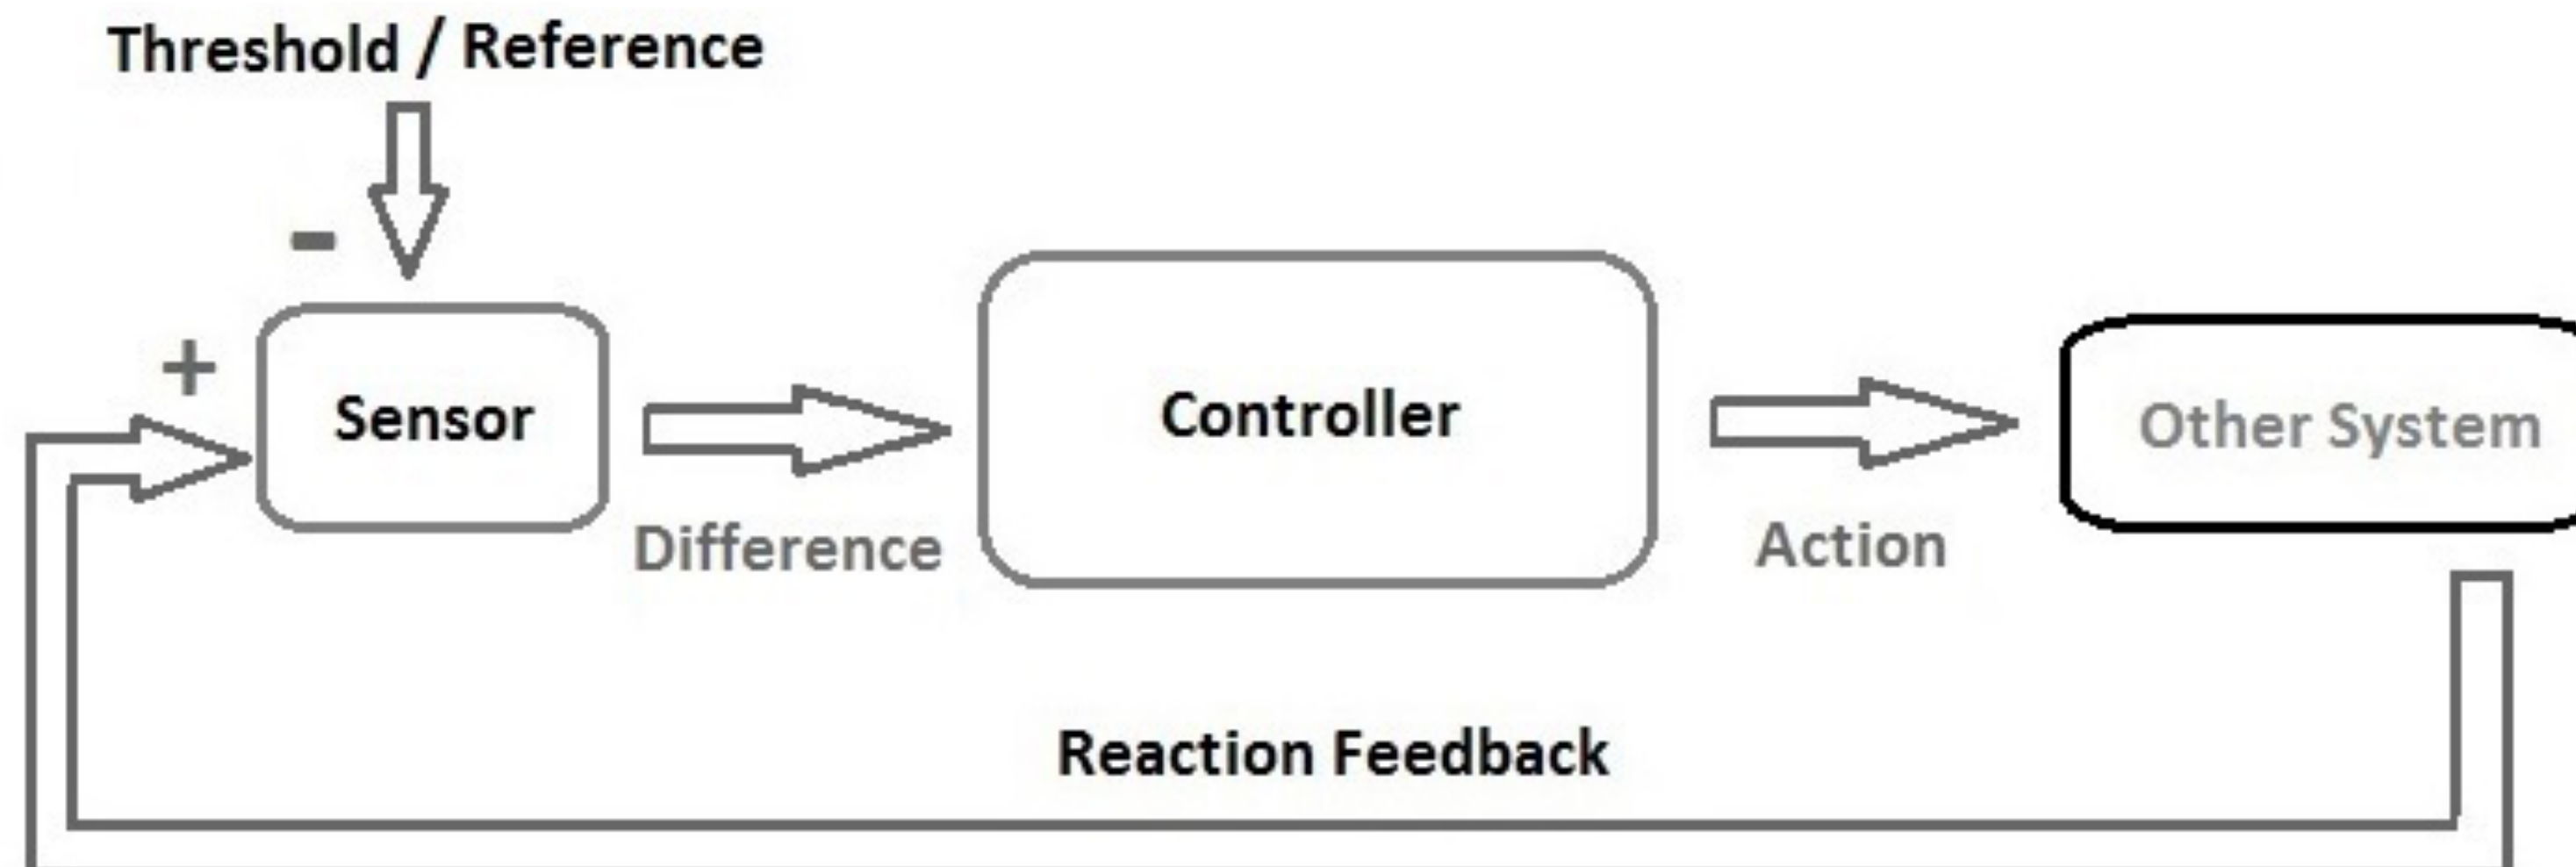 Threshold / Reference
-
+
Sensor
Controller
Other System
Difference
Action
Reaction Feedback